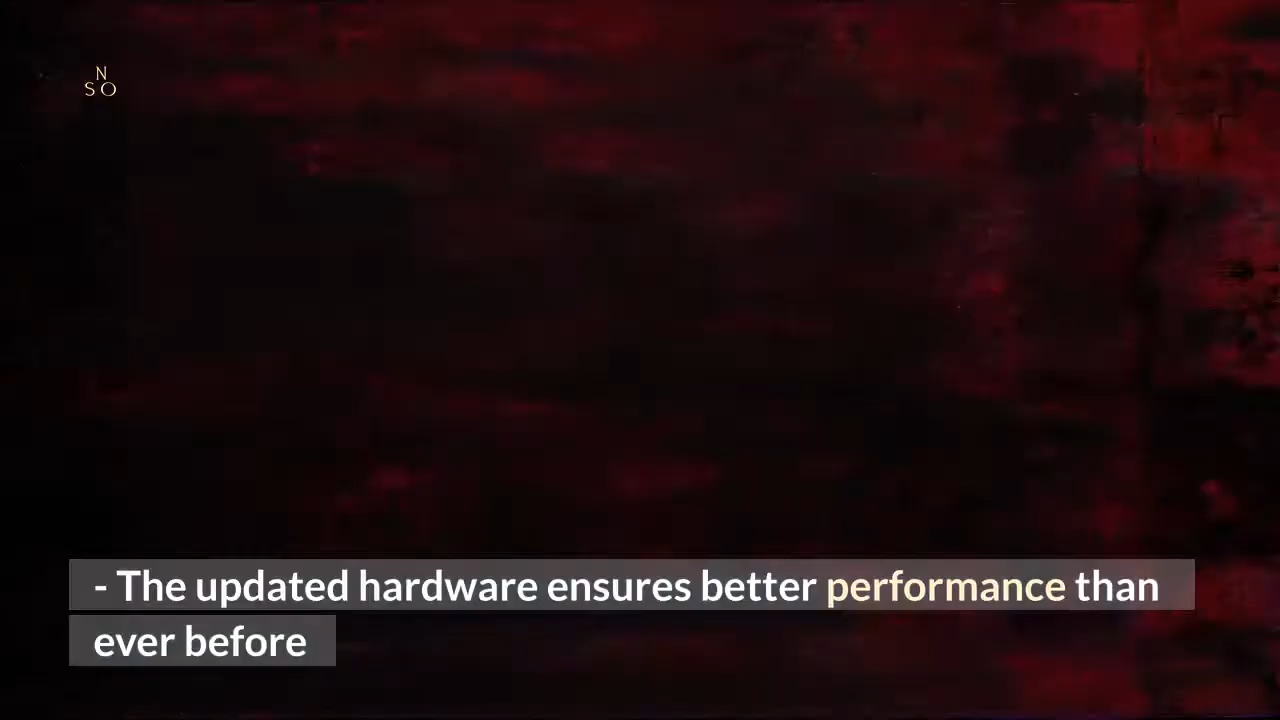 N
SO
- The updated hardware ensures better performance than
ever before